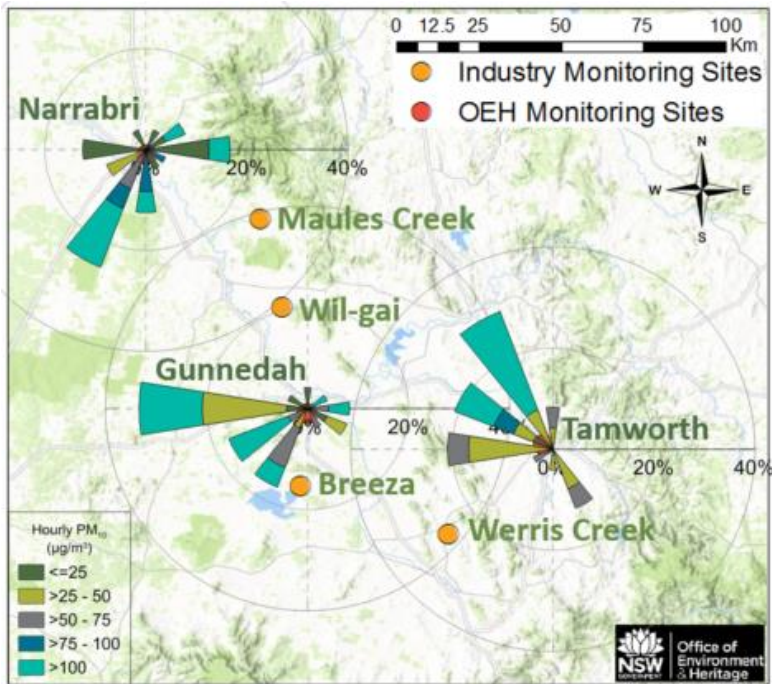 0 12.5 25 50 75 100
Km
Industry Monitoring Sites
OEH Monitoring Sites
Narrabri
20% 40%
N
W E
S
Maules Creek
Wil-gai
Gunnedah
20%
Tamworth
0% 20% 40%
Breeza
Werris Creek
Hourly PM₁₀
(µg/m³)
<=25
>25 - 50
>50 - 75
>75 - 100
>100
NSW
GOVERNMENT
Office of
Environment
& Heritage